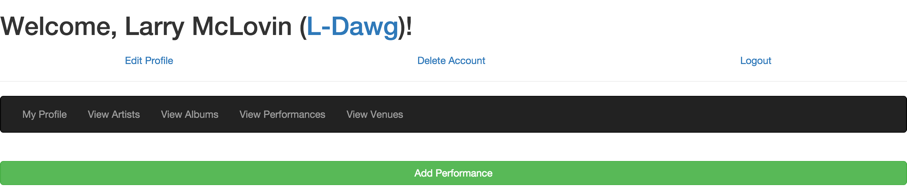 Welcome, Larry McLovin (L-Dawg)!
Edit Profile Delete Account Logout
My Profile View Artists View Albums View Performances View Venues
Add Performance